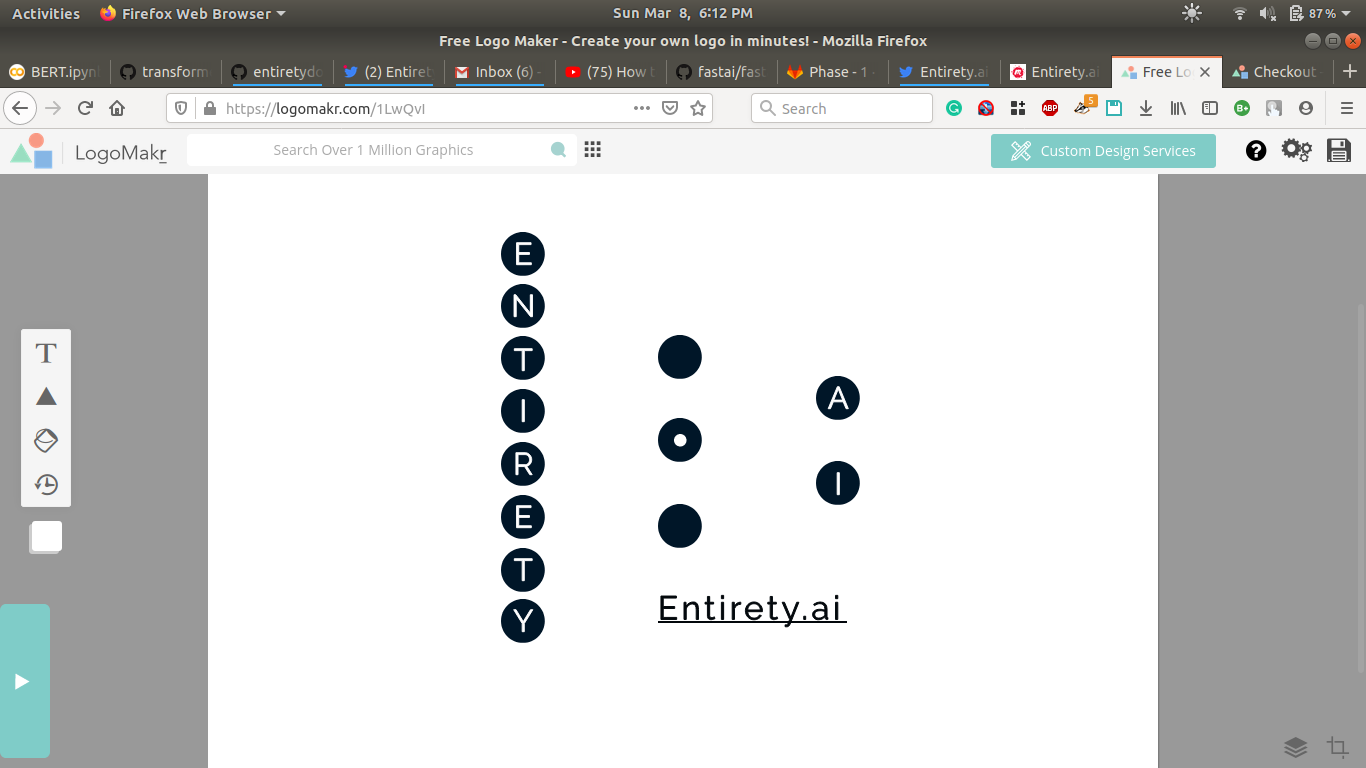 Activities Firefox Web Browser Sun Mar 8, 6:12 PM 87%
Free Logo Maker - Create your own logo in minutes! - Mozilla Firefox
BERT.ipyn transform entiretydo (2) Entiret Inbox (6) - (75) How t fastai/fast Phase - 1 - Entirety.ai Entirety.ai Free Lo Checkout
https://logomakr.com/1LwQvI Search ABP 5 B+
LogoMakr Search Over 1 Million Graphics Custom Design Services
T
E
N
T
I
R
E
T
Y
A
I
Entirety.ai